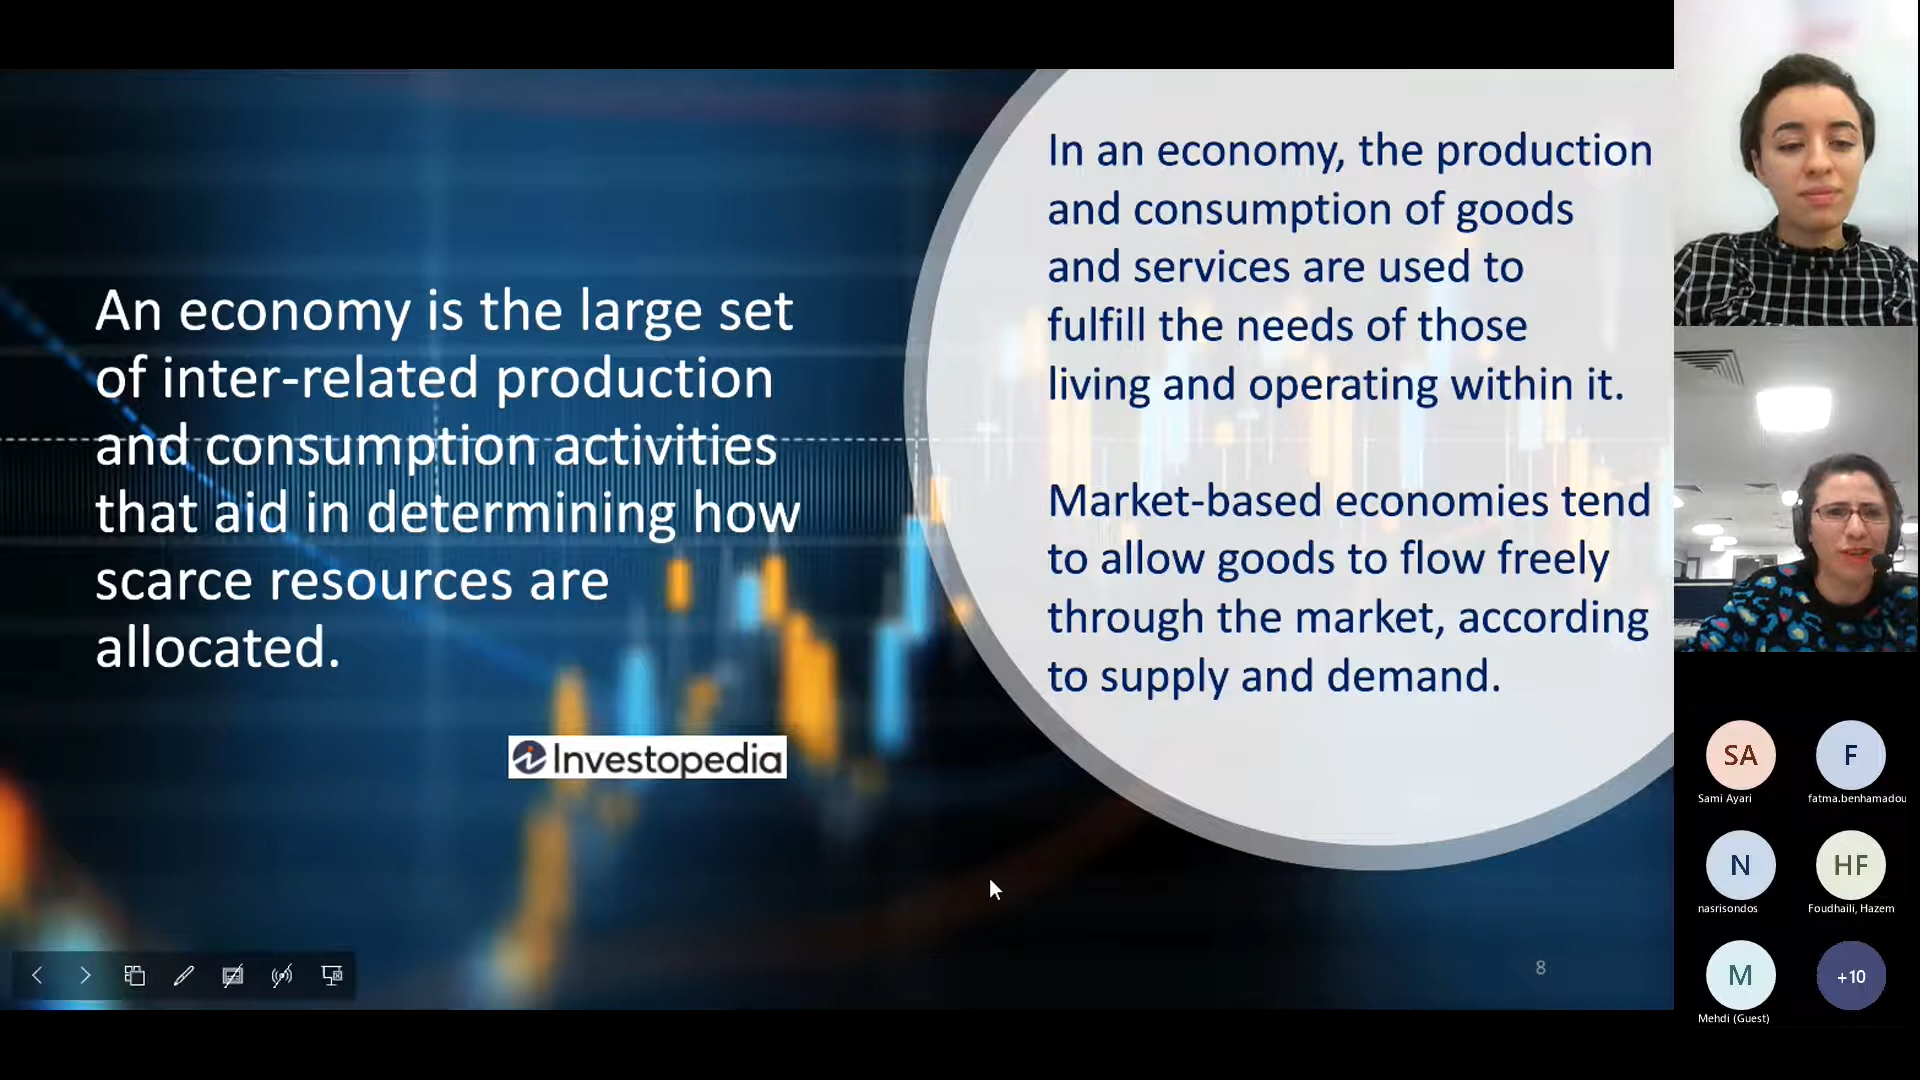 An economy is the large set
of inter-related production
and consumption activities
that aid in determining how
scarce resources are
allocated.
Investopedia
In an economy, the production
and consumption of goods
and services are used to
fulfill the needs of those
living and operating within it.
Market-based economies tend
to allow goods to flow freely
through the market, according
to supply and demand.
8
SA
Sami Ayari
F
fatma.benhamadou
N
nasrisondos
HF
Foudhaili, Hazem
M
Mehdi (Guest)
+10